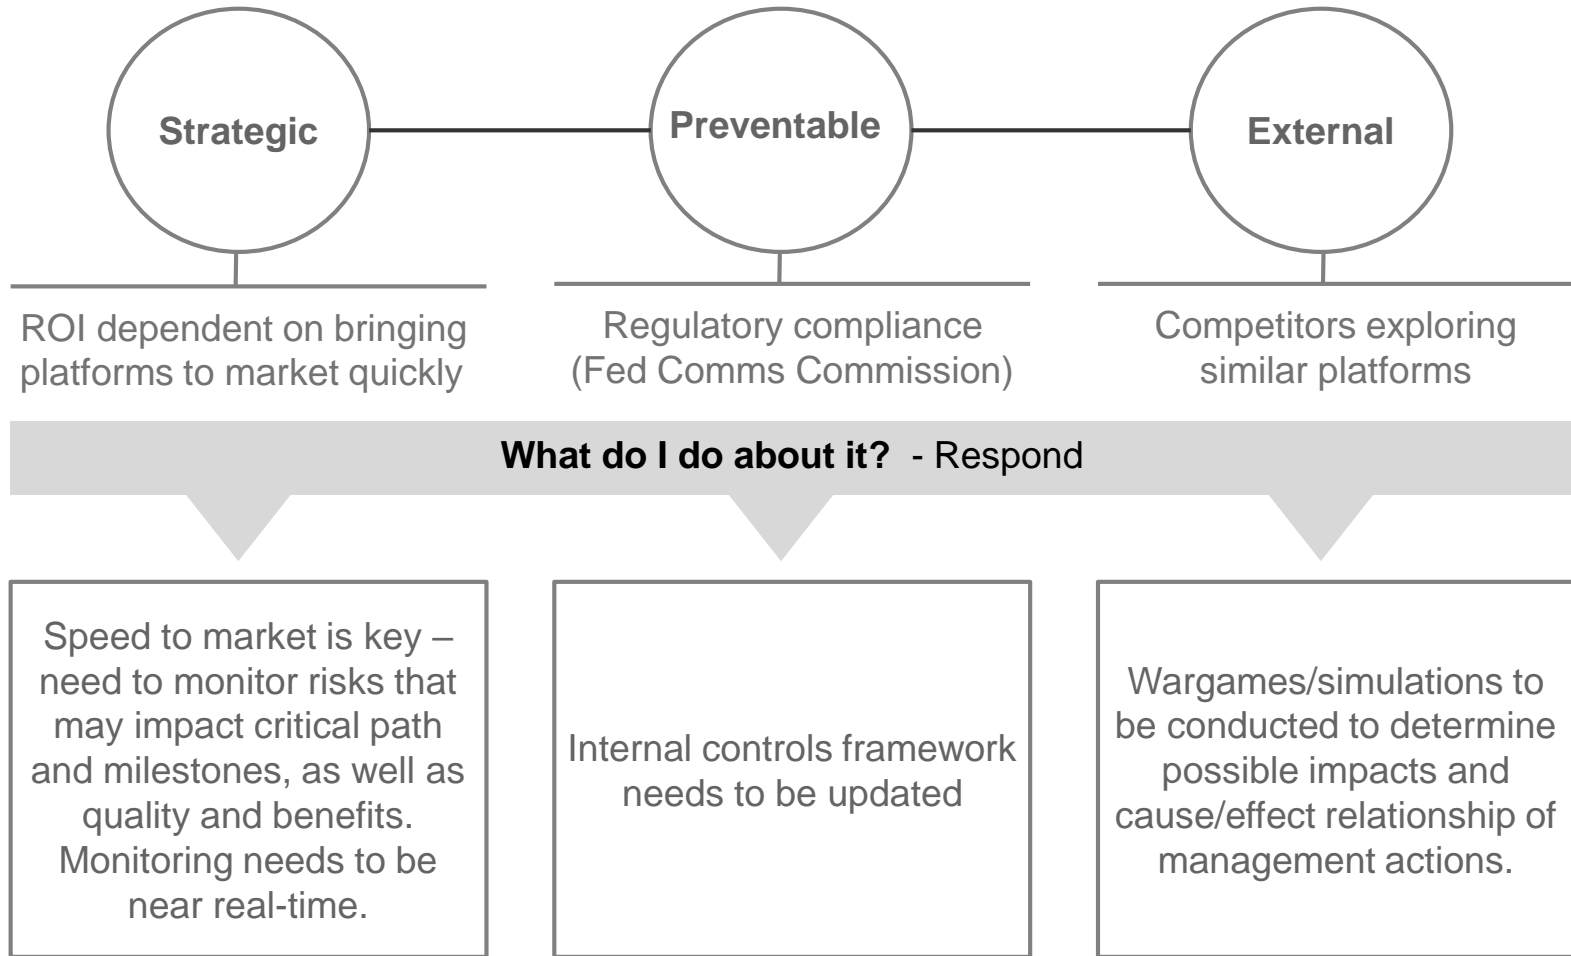 Strategic
Preventable
External
ROI dependent on bringing
platforms to market quickly
Regulatory compliance
(Fed Comms Commission)
Competitors exploring
similar platforms
What do I do about it?  - Respond
Speed to market is key –
need to monitor risks that
may impact critical path
and milestones, as well as
quality and benefits.
Monitoring needs to be
near real-time.
Internal controls framework
needs to be updated
Wargames/simulations to
be conducted to determine
possible impacts and
cause/effect relationship of
management actions.